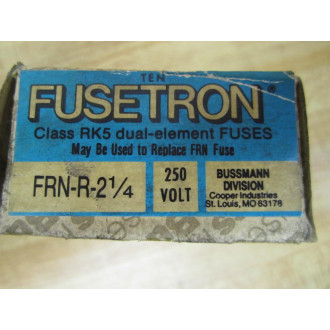 TEN
FUSETRON®
Class RK5 dual-element FUSES
May Be Used to Replace FRN Fuse
FRN-R-2¼
250
VOLT
BUSSMANN
DIVISION
Cooper Industries
St. Louis, MO 63178